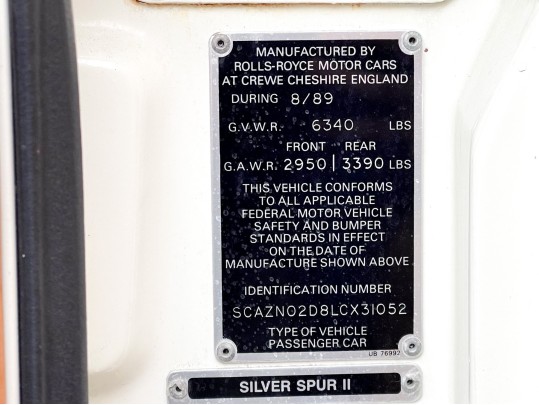 MANUFACTURED BY
ROLLS-ROYCE MOTOR CARS
AT CREWE CHESHIRE ENGLAND
DURING 8/89
G.V.W.R. 6340 LBS
FRONT REAR
G.A.W.R. 2950 | 3390 LBS
THIS VEHICLE CONFORMS
TO ALL APPLICABLE
FEDERAL MOTOR VEHICLE
SAFETY AND BUMPER
STANDARDS IN EFFECT
ON THE DATE OF
MANUFACTURE SHOWN ABOVE
IDENTIFICATION NUMBER
SCAZN02D8LCX31052
TYPE OF VEHICLE
PASSENGER CAR
UB 76992
SILVER SPUR II